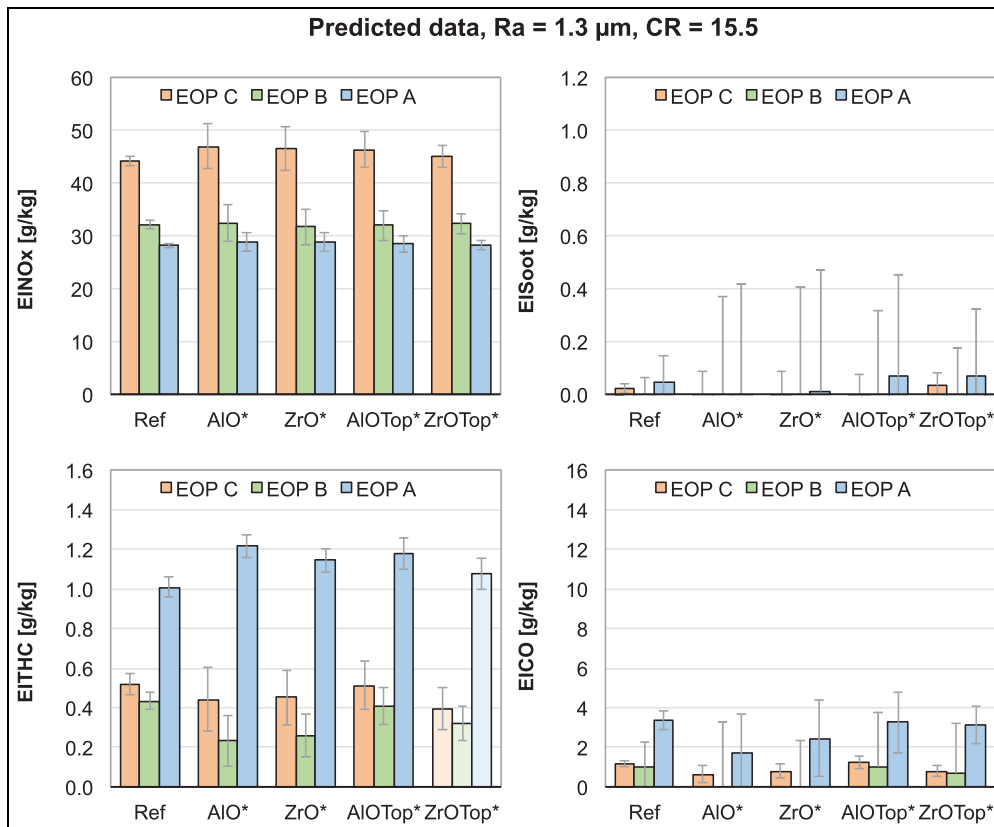 Predicted data, Ra = 1.3 µm, CR = 15.5
EINOx [g/kg]
60
50
40
30
20
10
0
EOP C EOP B EOP A
Ref AlO* ZrO* AlOTop* ZrOTop*
EISoot [g/kg]
1.2
1.0
0.8
0.6
0.4
0.2
0.0
EOP C EOP B EOP A
Ref AlO* ZrO* AlOTop* ZrOTop*
EITHC [g/kg]
1.6
1.4
1.2
1.0
0.8
0.6
0.4
0.2
0.0
EOP C EOP B EOP A
Ref AlO* ZrO* AlOTop* ZrOTop*
EICO [g/kg]
16
14
12
10
8
6
4
2
0
EOP C EOP B EOP A
Ref AlO* ZrO* AlOTop* ZrOTop*